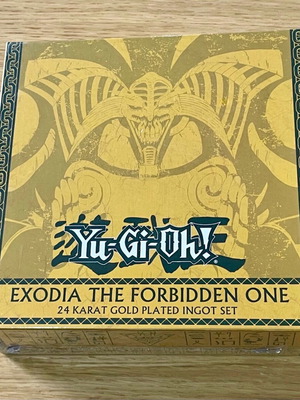 Yu-Gi-Oh!
EXODIA THE FORBIDDEN ONE
24 KARAT GOLD PLATED INGOT SET